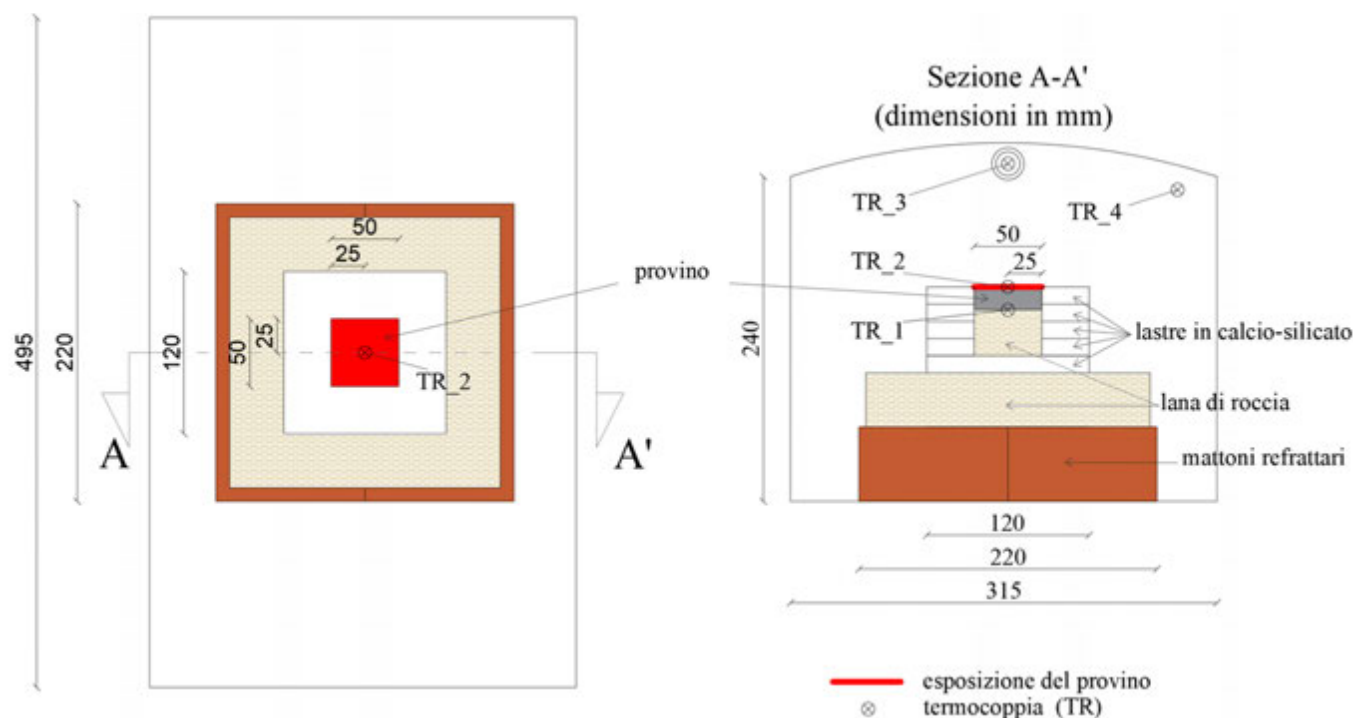 495
220
120
50
25
50
25
TR_2
A
A'
provino
Sezione A-A'
(dimensioni in mm)
TR_3
TR_4
50
25
TR_2
TR_1
240
lastre in calcio-silicato
lana di roccia
mattoni refrattari
120
220
315
esposizione del provino
termocoppia (TR)